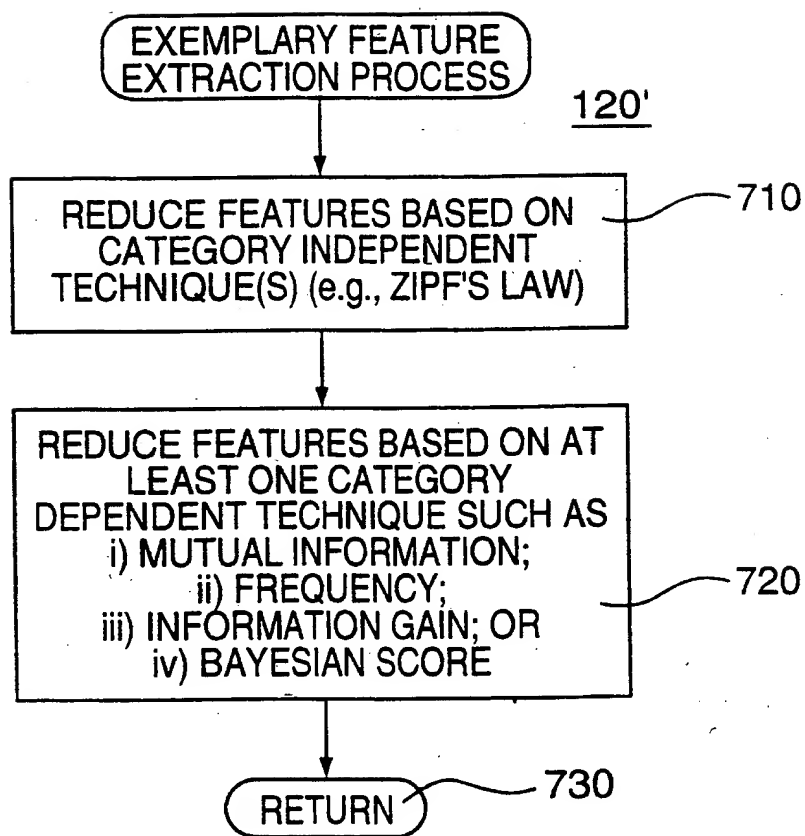 EXEMPLARY FEATURE
EXTRACTION PROCESS
120'
REDUCE FEATURES BASED ON
CATEGORY INDEPENDENT
TECHNIQUE(S) (e.g., ZIPF'S LAW)
710
REDUCE FEATURES BASED ON AT
LEAST ONE CATEGORY
DEPENDENT TECHNIQUE SUCH AS
i) MUTUAL INFORMATION;
ii) FREQUENCY;
iii) INFORMATION GAIN; OR
iv) BAYESIAN SCORE
720
RETURN
730